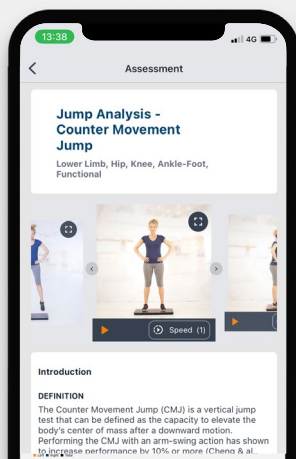 13:38
4G
Assessment
Jump Analysis -
Counter Movement
Jump
Lower Limb, Hip, Knee, Ankle-Foot,
Functional
Speed (1)
Introduction
DEFINITION
The Counter Movement Jump (CMJ) is a vertical jump
test that can be defined as the capacity to elevate the
body's center of mass after a downward motion.
Performing the CMJ with an arm-swing action has shown
to increase performance by 10% or more (Cheng & al.,